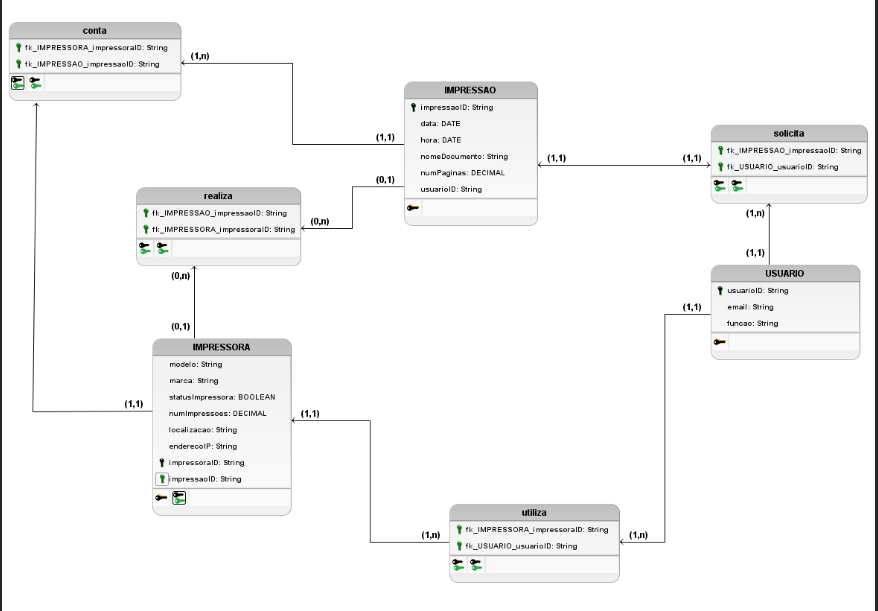 conta
fk_IMPRESSORA_impressoraID: String
fk_IMPRESSAO_impressaoID: String
(1,n)
(1,1)
IMPRESSAO
impressaoID: String
data: DATE
hora: DATE
nomeDocumento: String
numPaginas: DECIMAL
usuarioID: String
(1,1)
(1,1)
solicita
fk_IMPRESSAO_impressaoID: String
fk_USUARIO_usuarioID: String
(0,1)
realiza
fk_IMPRESSAO_impressaoID: String
fk_IMPRESSORA_impressoraID: String
(0,n)
(1,n)
(1,1)
USUARIO
usuarioID: String
email: String
funcao: String
(0,n)
(0,1)
IMPRESSORA
modelo: String
marca: String
statusImpressora: BOOLEAN
numImpressoes: DECIMAL
localizacao: String
enderecoIP: String
impressoraID: String
impressaoID: String
(1,1)
(1,1)
(1,1)
utiliza
fk_IMPRESSORA_impressoraID: String
fk_USUARIO_usuarioID: String
(1,n)
(1,n)